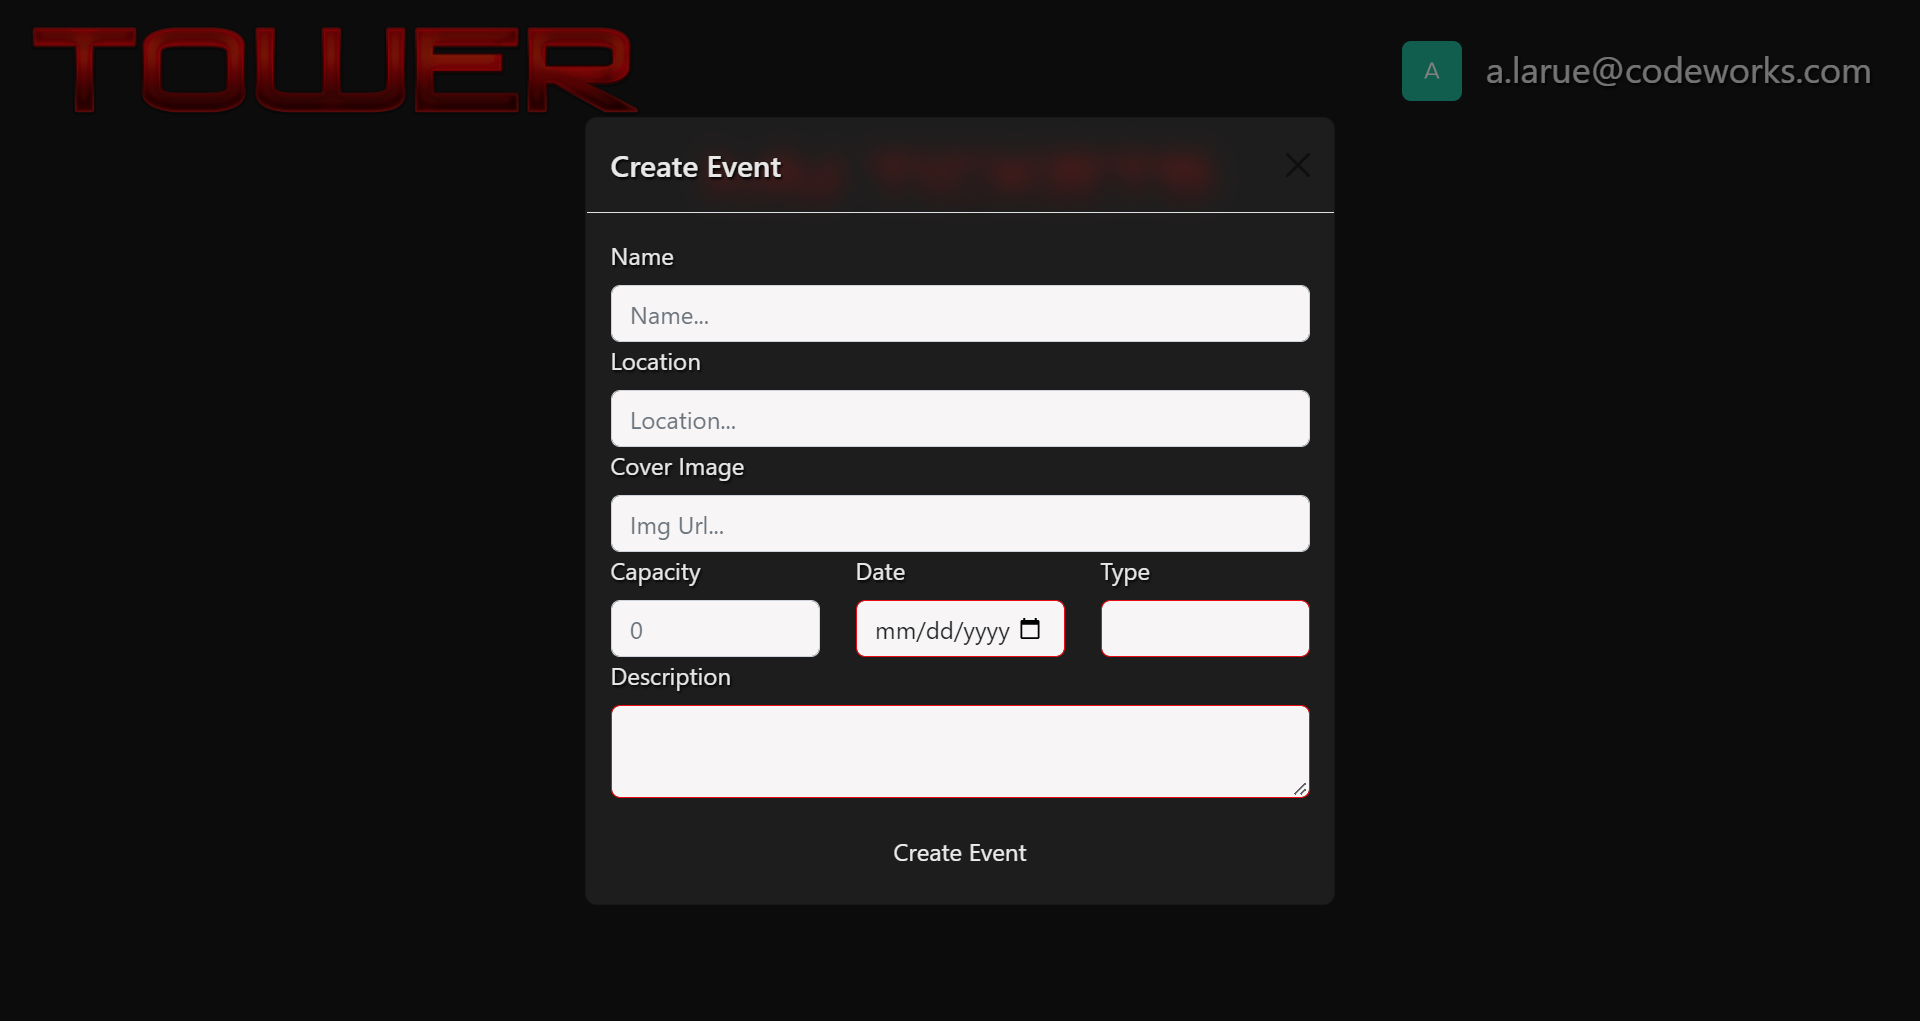 TOWER
A a.larue@codeworks.com
Create Event
Name
Name...
Location
Location...
Cover Image
Img Url...
Capacity Date Type
0 mm/dd/yyyy
Description
Create Event